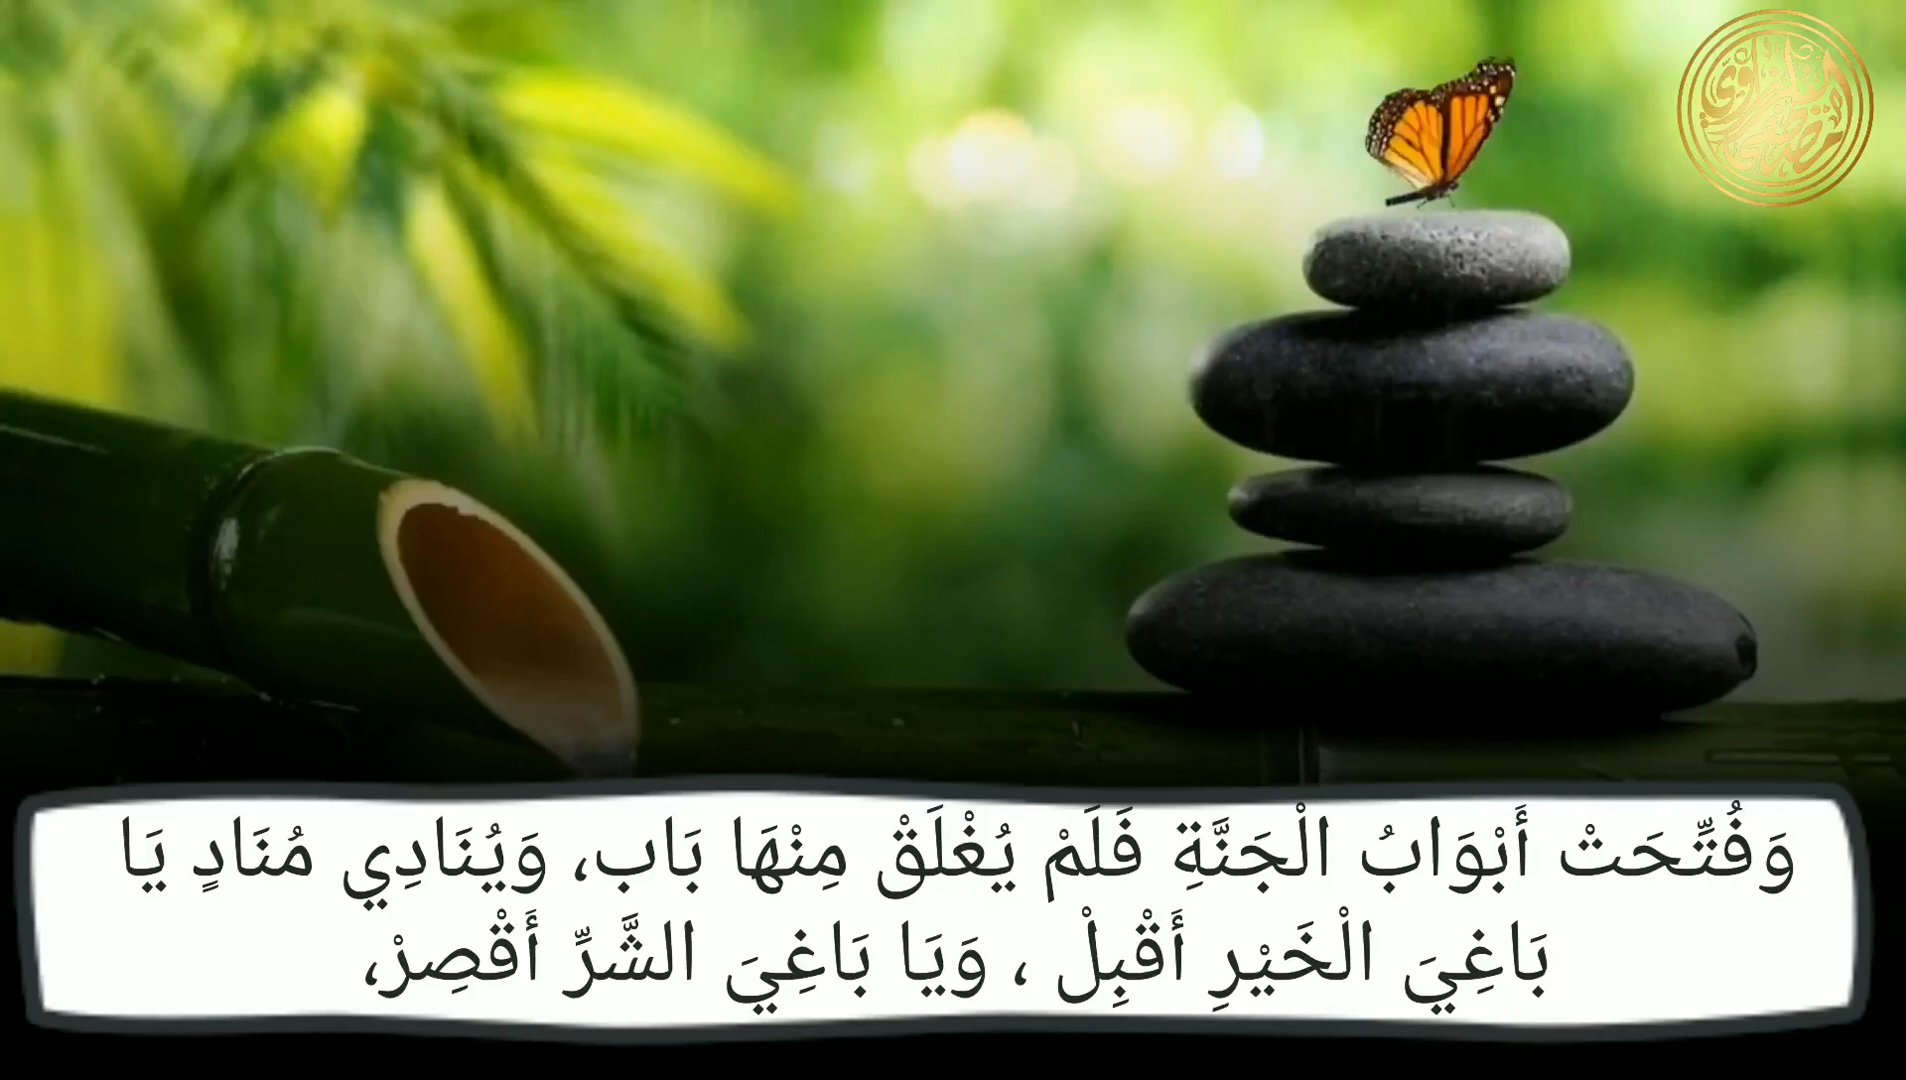 وَفُتِّحَتْ أَبْوَابُ الْجَنَّةِ فَلَمْ يُغْلَقْ مِنْهَا بَاب، وَيُنَادِي مُنَادٍ يَا
بَاغِيَ الْخَيْرِ أَقْبِلْ ، وَيَا بَاغِيَ الشَّرِّ أَقْصِرْ،